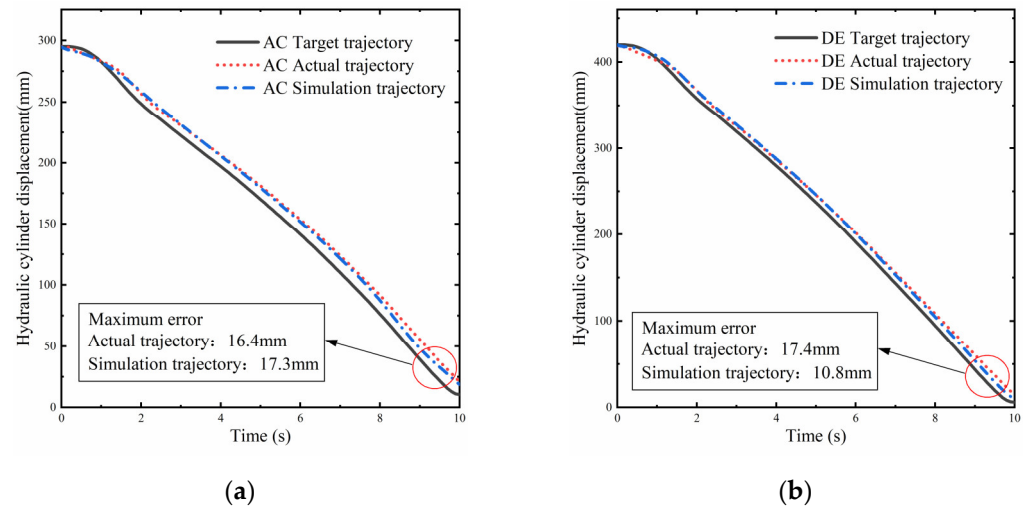 AC Target trajectory
AC Actual trajectory
AC Simulation trajectory
Hydraulic cylinder displacement(mm)
300
250
200
150
100
50
0
Maximum error
Actual trajectory：16.4mm
Simulation trajectory：17.3mm
0 2 4 6 8 10
Time (s)
(a)
DE Target trajectory
DE Actual trajectory
DE Simulation trajectory
Hydraulic cylinder displacement(mm)
400
300
200
100
0
Maximum error
Actual trajectory：17.4mm
Simulation trajectory：10.8mm
0 2 4 6 8 10
Time (s)
(b)